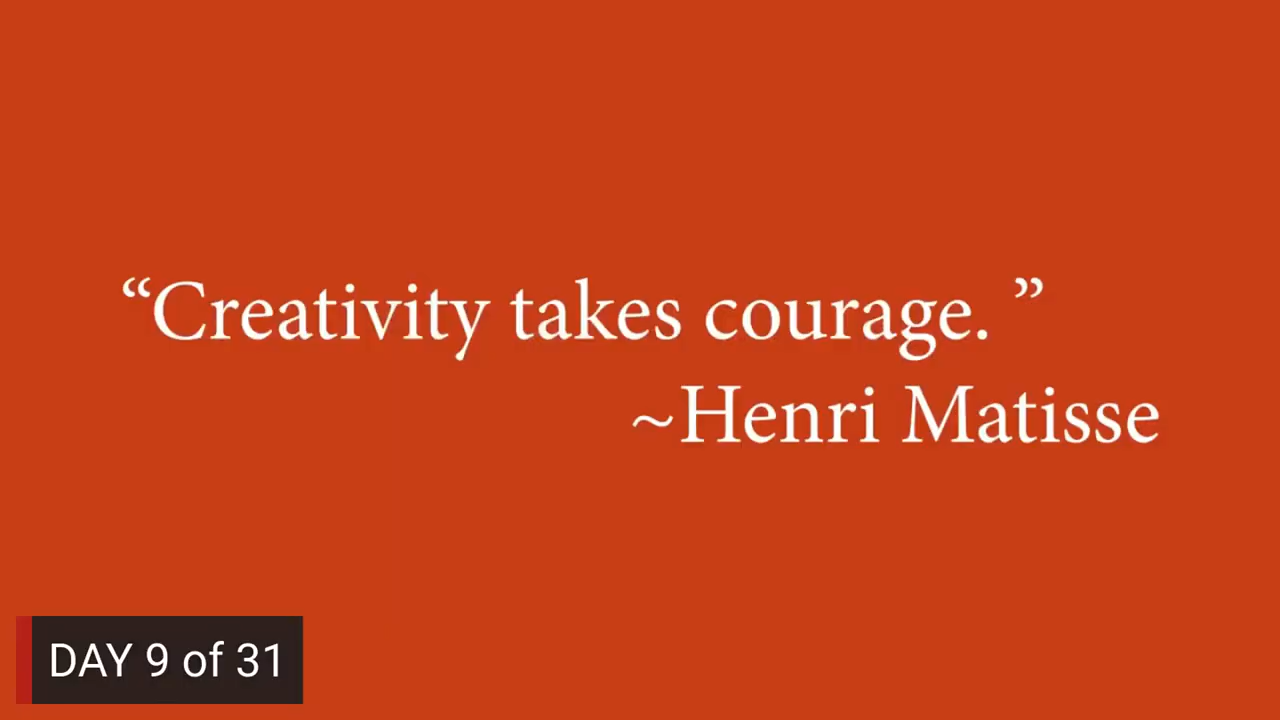 “Creativity takes courage. ”
~Henri Matisse
DAY 9 of 31